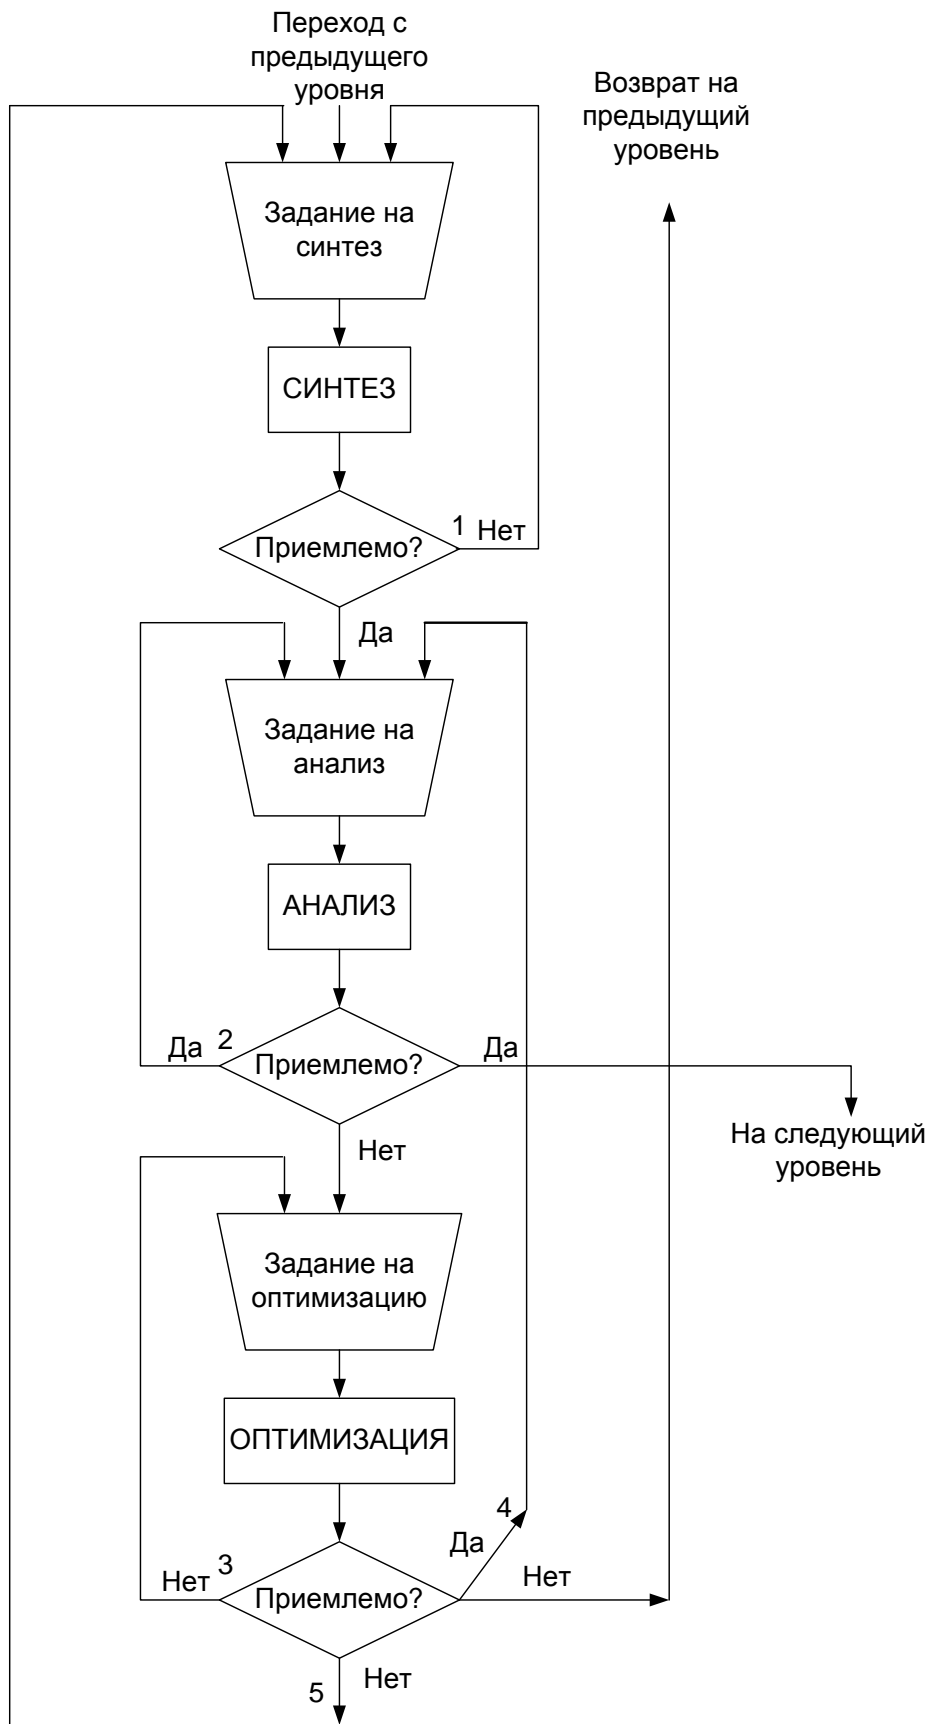 Переход с
предыдущего
уровня
Возврат на
предыдущий
уровень
Задание на
синтез
СИНТЕЗ
1
Нет
Приемлемо?
Да
Задание на
анализ
АНАЛИЗ
2
Да
Приемлемо?
Да
На следующий
уровень
Нет
Задание на
оптимизацию
ОПТИМИЗАЦИЯ
4
Да
3
Нет
Приемлемо?
Нет
5
Нет